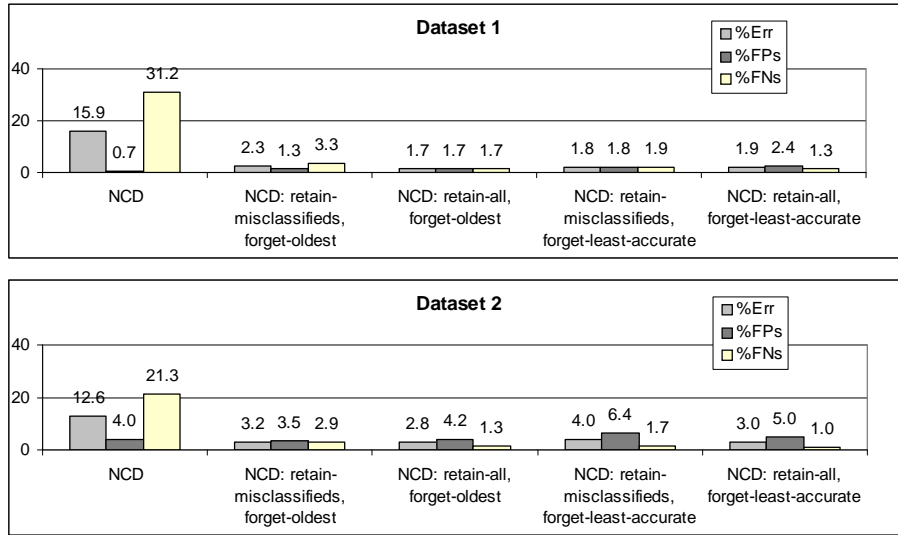 Dataset 1
%Err
%FPs
%FNs
40
20
0
15.9
0.7
31.2
2.3
1.3
3.3
1.7
1.7
1.7
1.8
1.8
1.9
1.9
2.4
1.3
NCD
NCD: retain-
misclassifieds,
forget-oldest
NCD: retain-all,
forget-oldest
NCD: retain-
misclassifieds,
forget-least-accurate
NCD: retain-all,
forget-least-accurate
Dataset 2
%Err
%FPs
%FNs
40
20
0
12.6
4.0
21.3
3.2
3.5
2.9
2.8
4.2
1.3
4.0
6.4
1.7
3.0
5.0
1.0
NCD
NCD: retain-
misclassifieds,
forget-oldest
NCD: retain-all,
forget-oldest
NCD: retain-
misclassifieds,
forget-least-accurate
NCD: retain-all,
forget-least-accurate